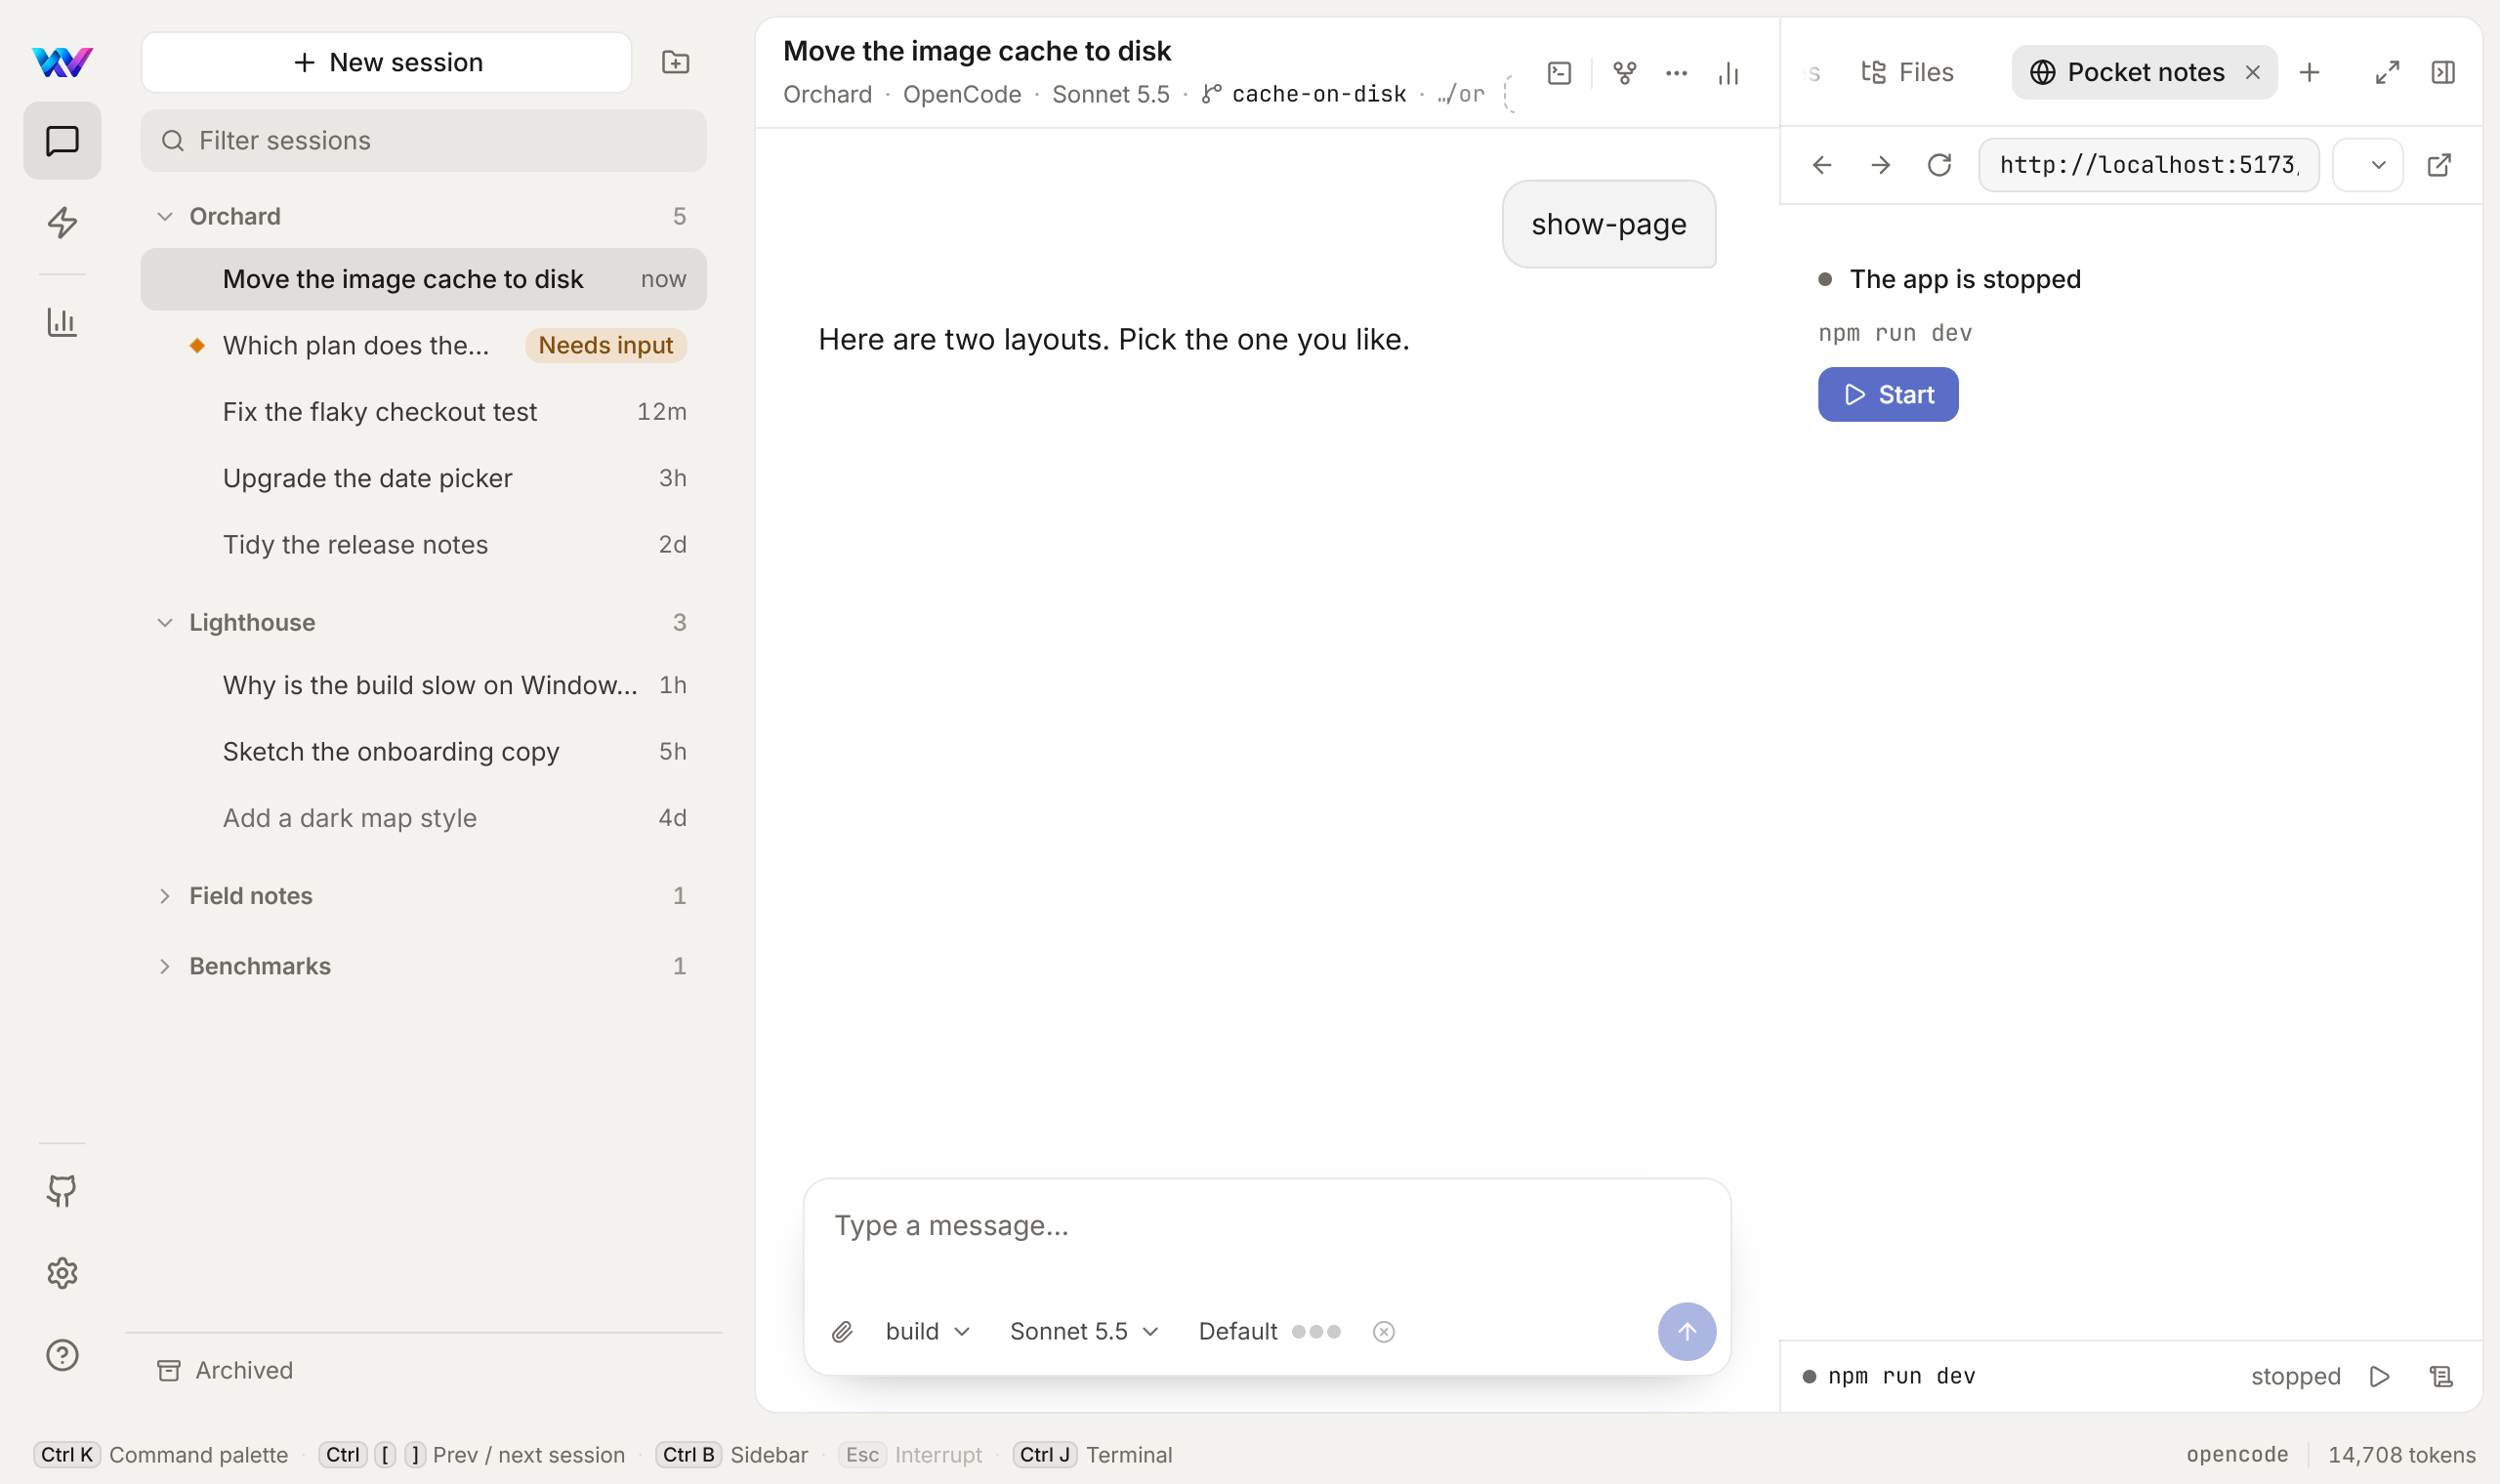 New session
Filter sessions
Orchard 5
Move the image cache to disk now
Which plan does the... Needs input
Fix the flaky checkout test 12m
Upgrade the date picker 3h
Tidy the release notes 2d
Lighthouse 3
Why is the build slow on Window... 1h
Sketch the onboarding copy 5h
Add a dark map style 4d
Field notes 1
Benchmarks 1
Archived
Move the image cache to disk
Orchard · OpenCode · Sonnet 5.5 · cache-on-disk · …/or
show-page
Here are two layouts. Pick the one you like.
Type a message...
build Sonnet 5.5 Default
s Files Pocket notes
http://localhost:5173/
The app is stopped
npm run dev
Start
npm run dev stopped
Ctrl K Command palette · Ctrl [ ] Prev / next session · Ctrl B Sidebar · Esc Interrupt · Ctrl J Terminal
opencode 14,708 tokens